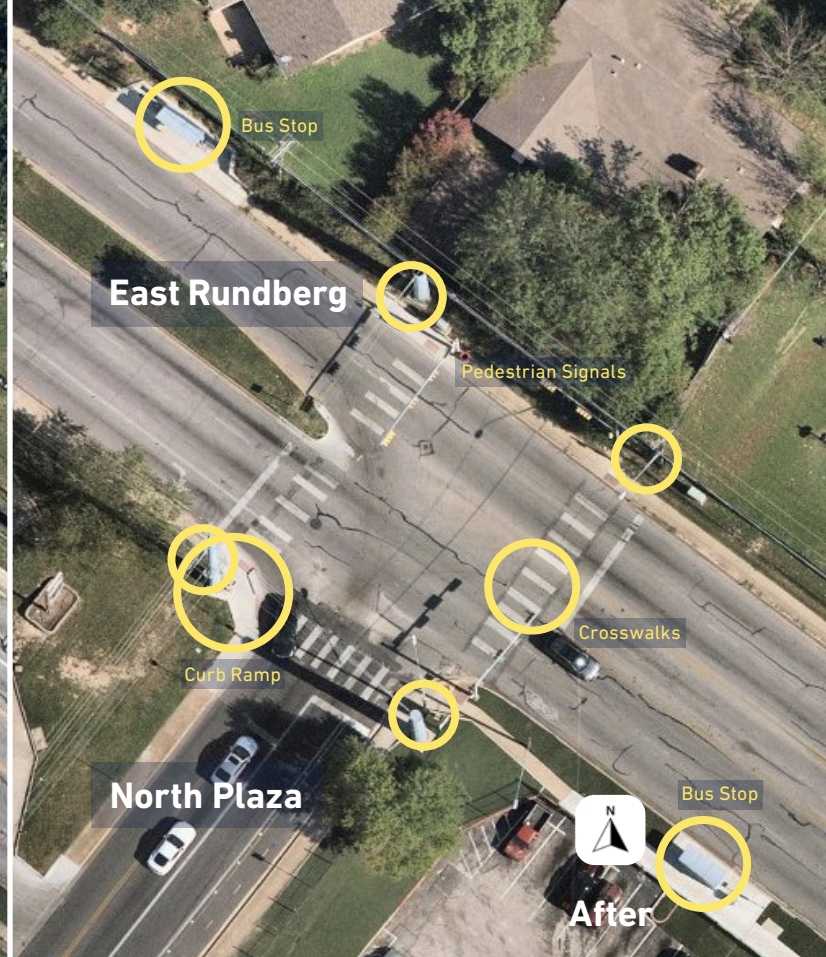 Bus Stop
East Rundberg
Pedestrian Signals
Crosswalks
Curb Ramp
North Plaza
Bus Stop
N
After